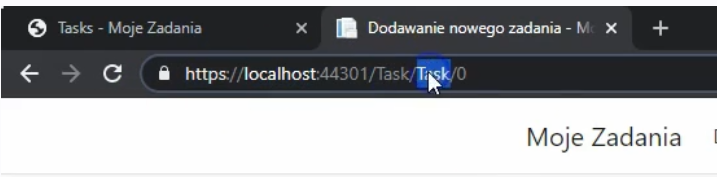 Tasks - Moje Zadania
Dodawanie nowego zadania - M
https://localhost:44301/Task/Task/0
Moje Zadania